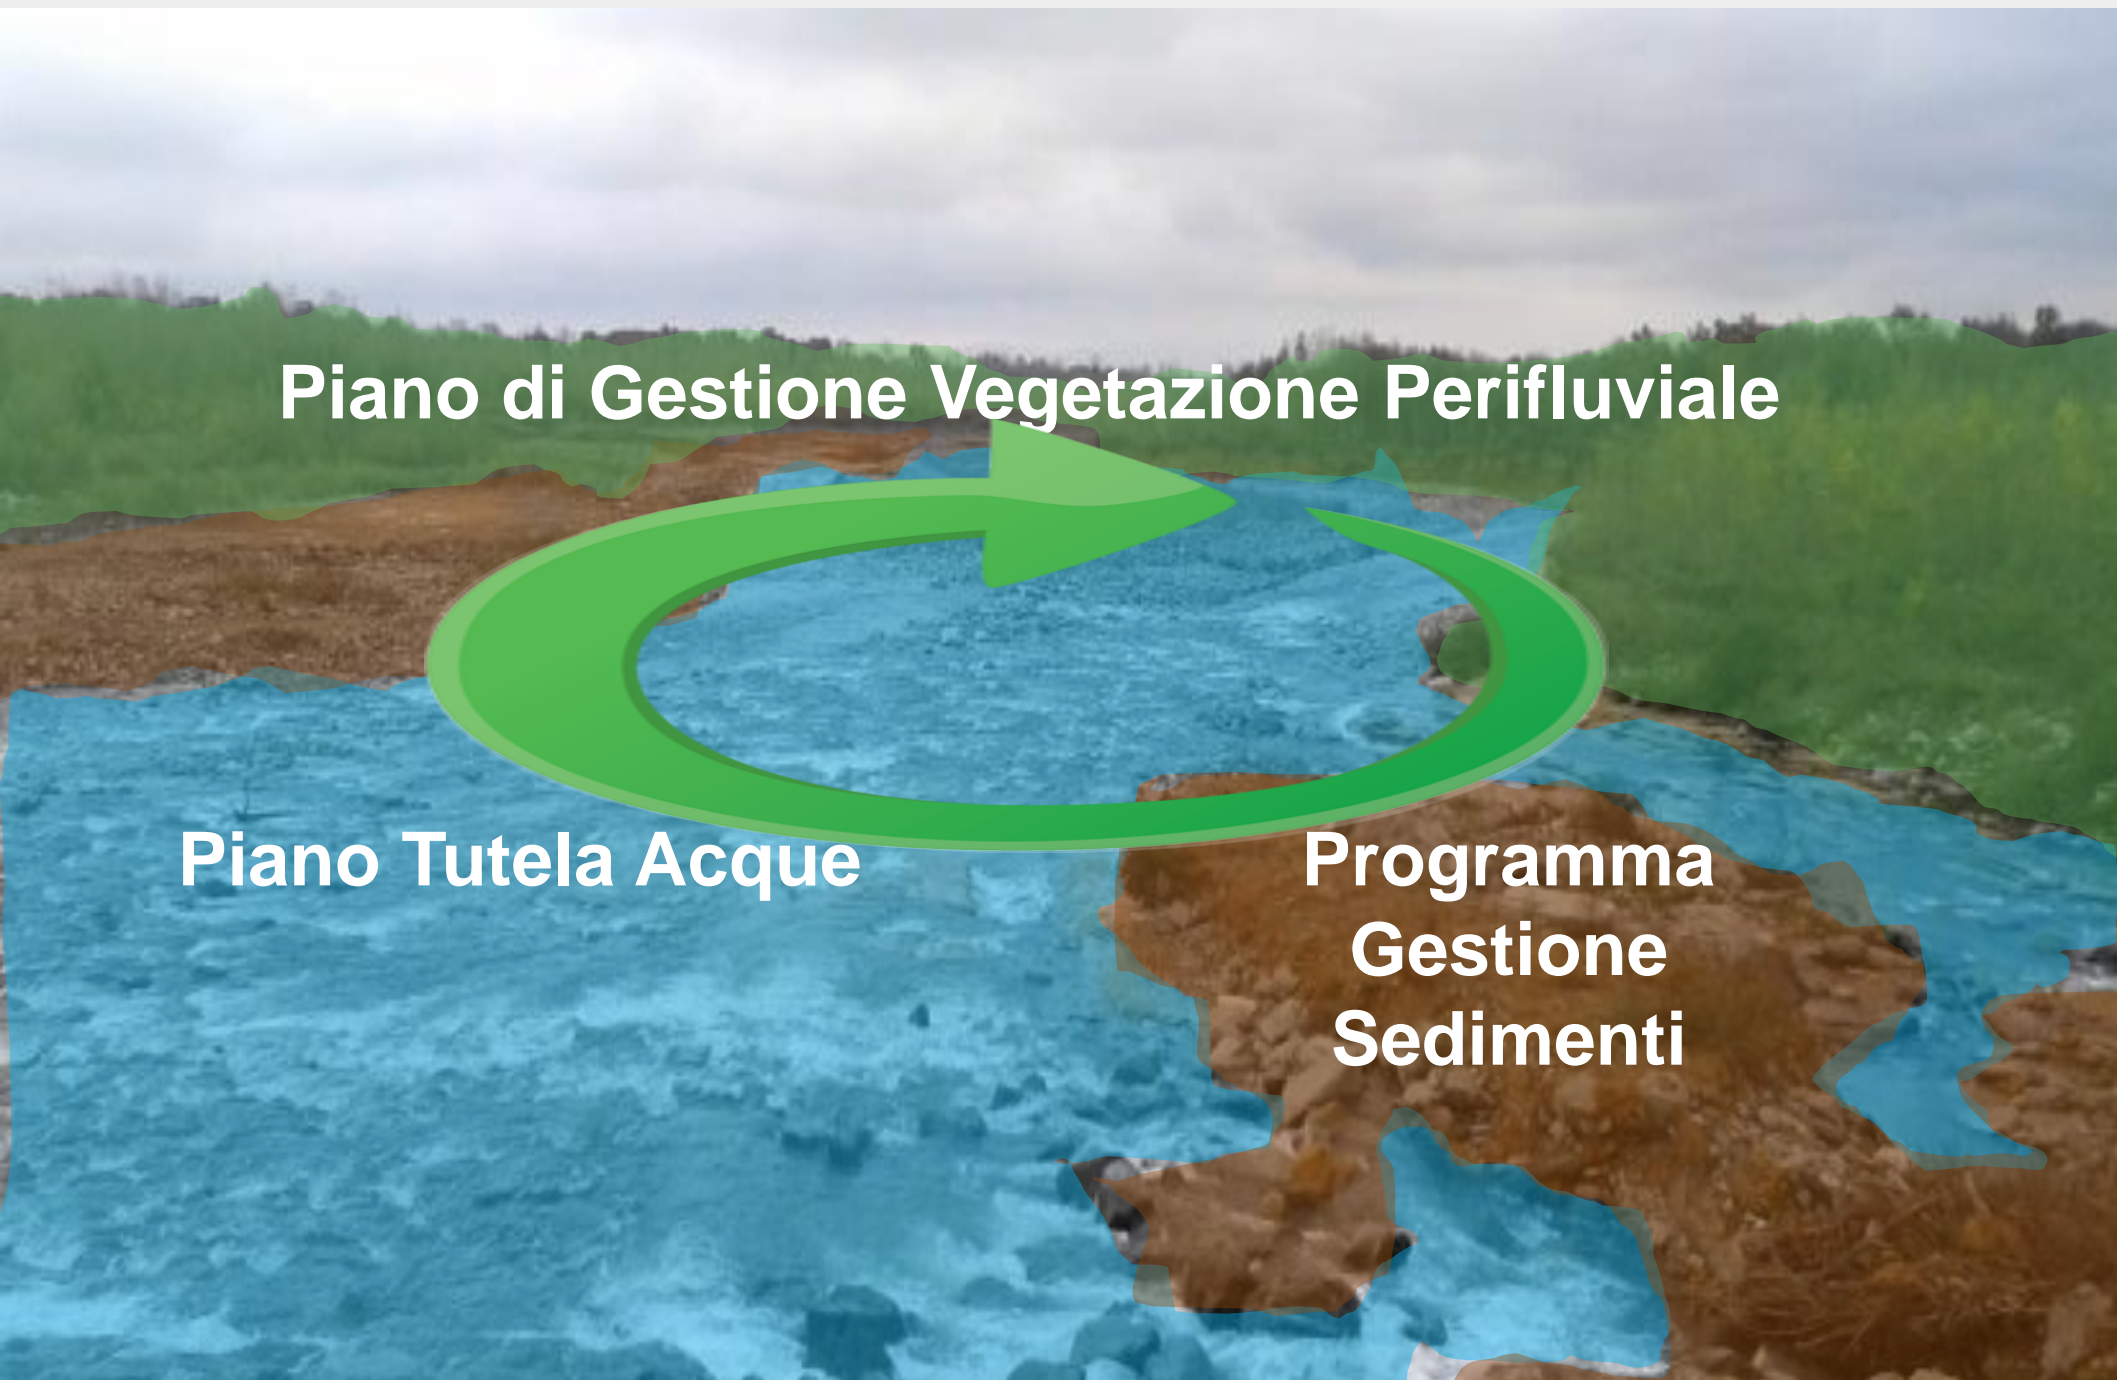 Piano di Gestione Vegetazione Perifluviale
Piano Tutela Acque
Programma
Gestione
Sedimenti